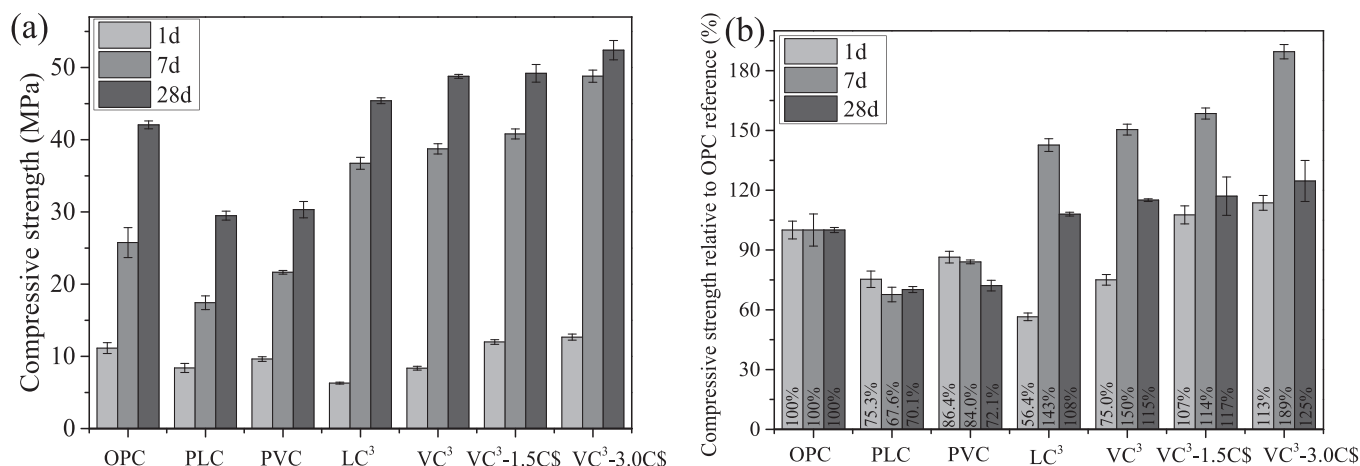 (a)
1d
7d
28d
Compressive strength (MPa)
50
40
30
20
10
0
OPC PLC PVC LC³ VC³ VC³-1.5C$ VC³-3.0C$
(b)
1d
7d
28d
Compressive strength relative to OPC reference (%)
180
150
120
90
60
30
0
100% 100% 100% 75.3% 67.6% 70.1% 86.4% 84.0% 72.1% 56.4% 143% 108% 75.0% 150% 115% 107% 114% 117% 113% 189% 125%
OPC PLC PVC LC³ VC³ VC³-1.5C$ VC³-3.0C$